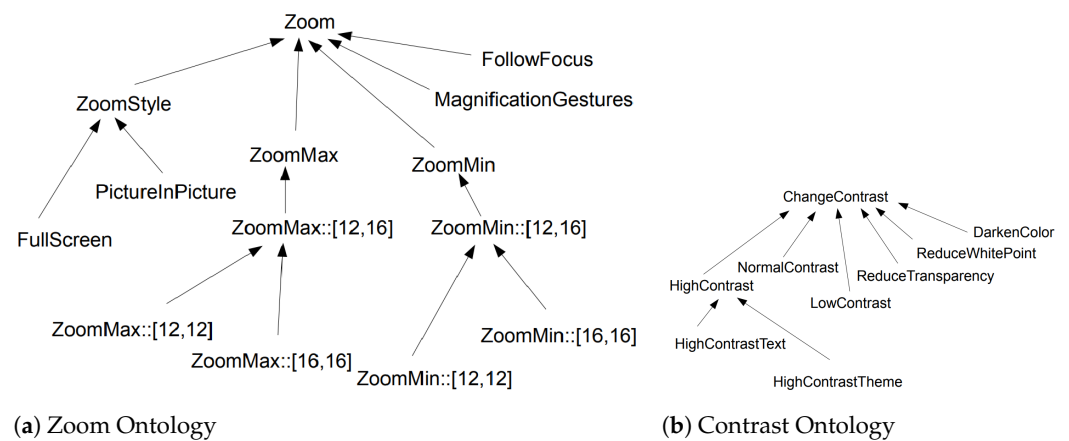 Zoom
FollowFocus
MagnificationGestures
ZoomStyle
ZoomMax
ZoomMin
PictureInPicture
FullScreen
ZoomMax::[12,16]
ZoomMin::[12,16]
ZoomMax::[12,12]
ZoomMax::[16,16]
ZoomMin::[16,16]
ZoomMin::[12,12]
(a) Zoom Ontology
ChangeContrast
DarkenColor
ReduceWhitePoint
NormalContrast
ReduceTransparency
HighContrast
LowContrast
HighContrastText
HighContrastTheme
(b) Contrast Ontology